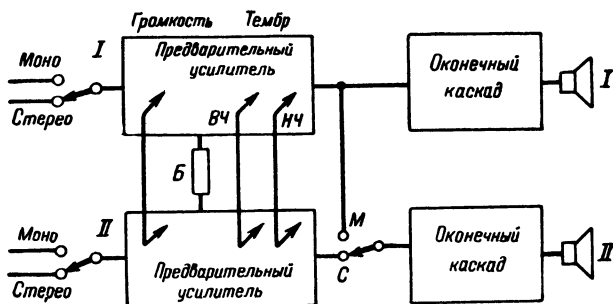 Громкость Тембр
Моно I
Стерео
Предварительный
усилитель
ВЧ НЧ
Оконечный
каскад
I
Б
Моно II
Стерео
Предварительный
усилитель
М
С
Оконечный
каскад
II